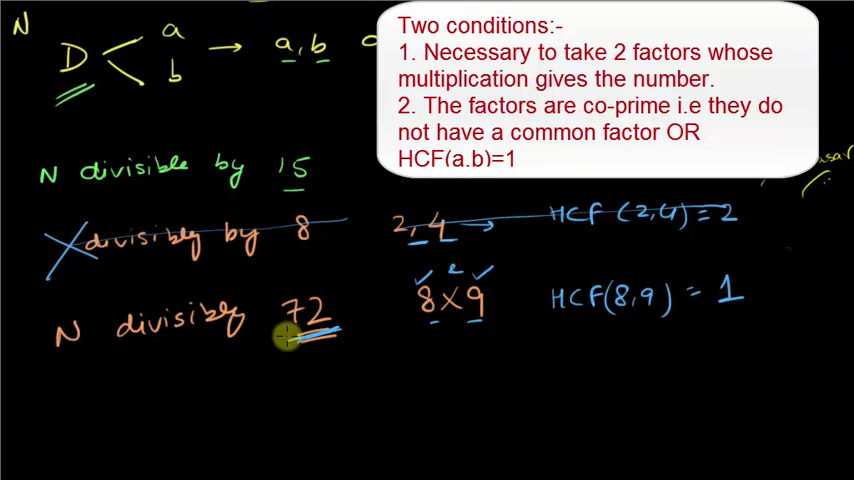 N
D a b → a, b
Two conditions:-
1. Necessary to take 2 factors whose
multiplication gives the number.
2. The factors are co-prime i.e they do
not have a common factor OR
HCF(a.b)=1
N divisible by 15
divisibly by 8 2, 4 → HCF (2,4) = 2
N divisibly 72 8 × 9 HCF(8,9) = 1